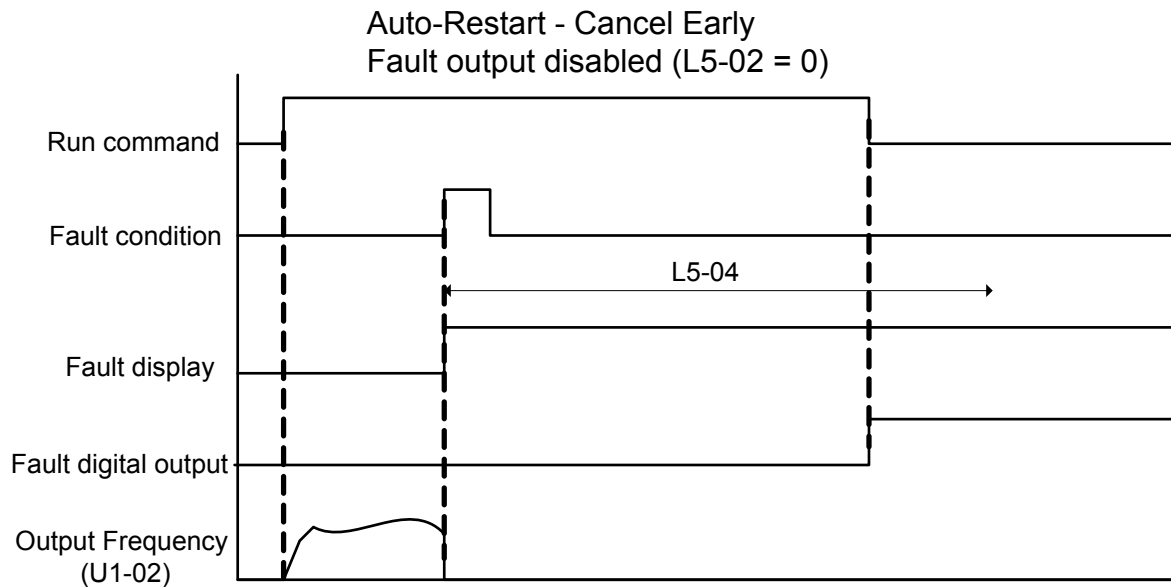 Auto-Restart - Cancel Early
Fault output disabled (L5-02 = 0)
Run command
Fault condition
L5-04
Fault display
Fault digital output
Output Frequency
(U1-02)